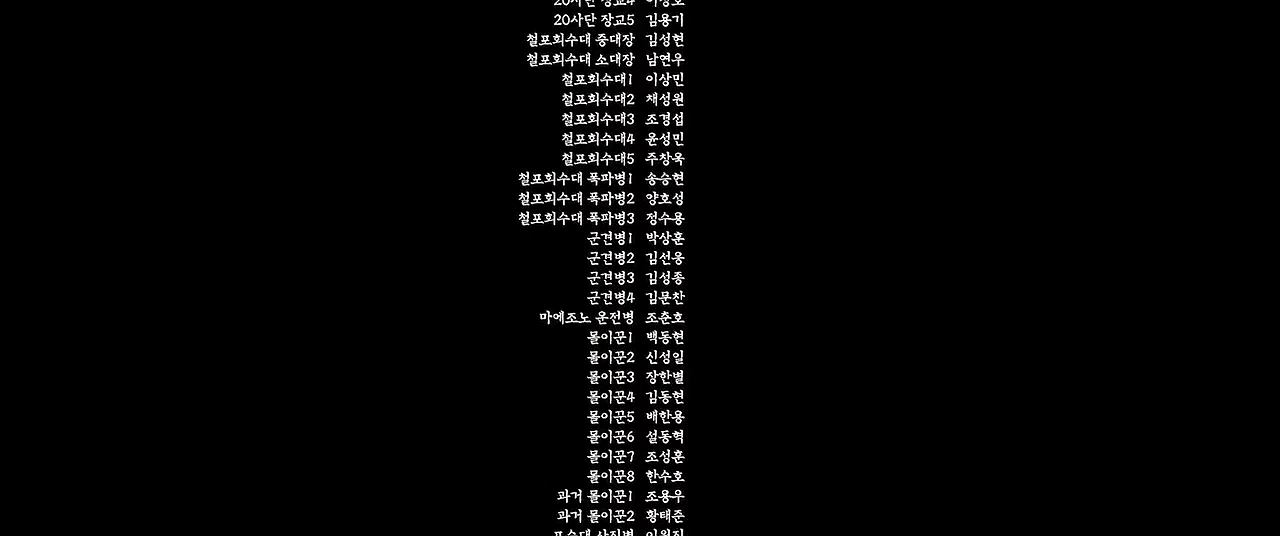 20사단 장교4 이상호
20사단 장교5 김용기
철포회수대 중대장 김성현
철포회수대 소대장 남연우
철포회수대1 이상민
철포회수대2 채성원
철포회수대3 조경섭
철포회수대4 윤성민
철포회수대5 주창욱
철포회수대 폭파병1 송승현
철포회수대 폭파병2 양호성
철포회수대 폭파병3 정수용
군견병1 박상훈
군견병2 김선웅
군견병3 김성종
군견병4 김문찬
마에조노 운전병 조춘호
몰이꾼1 백동현
몰이꾼2 신성일
몰이꾼3 장한별
몰이꾼4 김동현
몰이꾼5 배한용
몰이꾼6 설동혁
몰이꾼7 조성훈
몰이꾼8 한수호
과거 몰이꾼1 조용우
과거 몰이꾼2 황태준